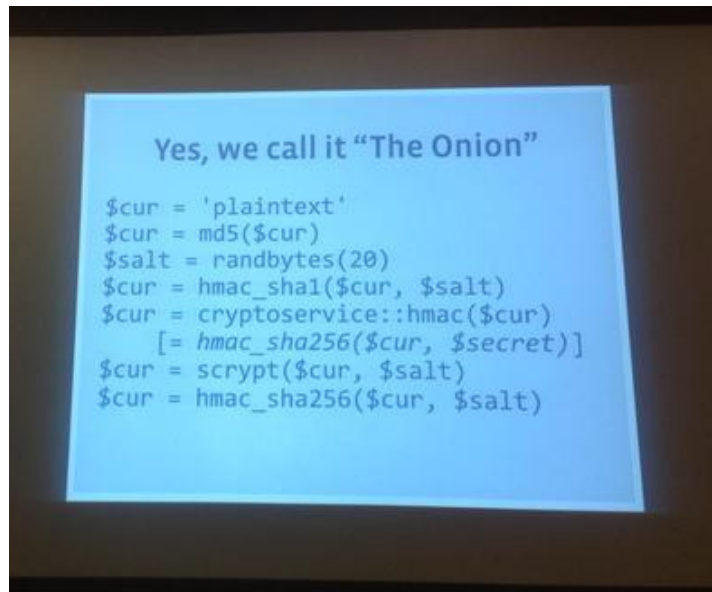 Yes, we call it “The Onion”
$cur = 'plaintext'
$cur = md5($cur)
$salt = randbytes(20)
$cur = hmac_sha1($cur, $salt)
$cur = cryptoservice::hmac($cur)
[= hmac_sha256($cur, $secret)]
$cur = scrypt($cur, $salt)
$cur = hmac_sha256($cur, $salt)